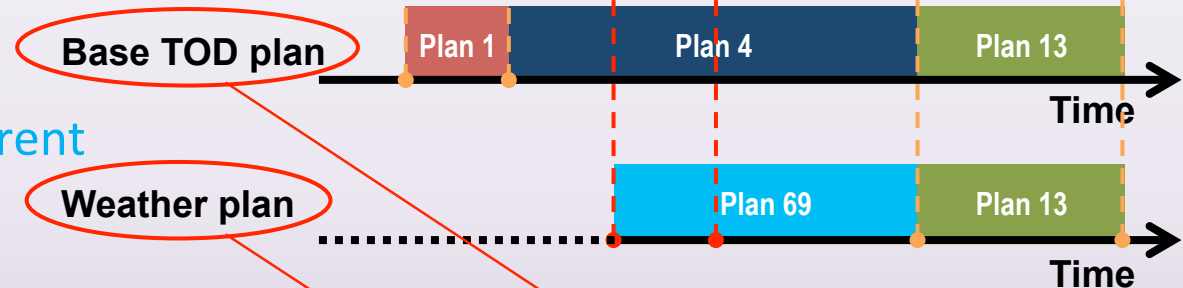 Base TOD plan
Plan 1
Plan 4
Plan 13
Time
rent
Weather plan
Plan 69
Plan 13
Time